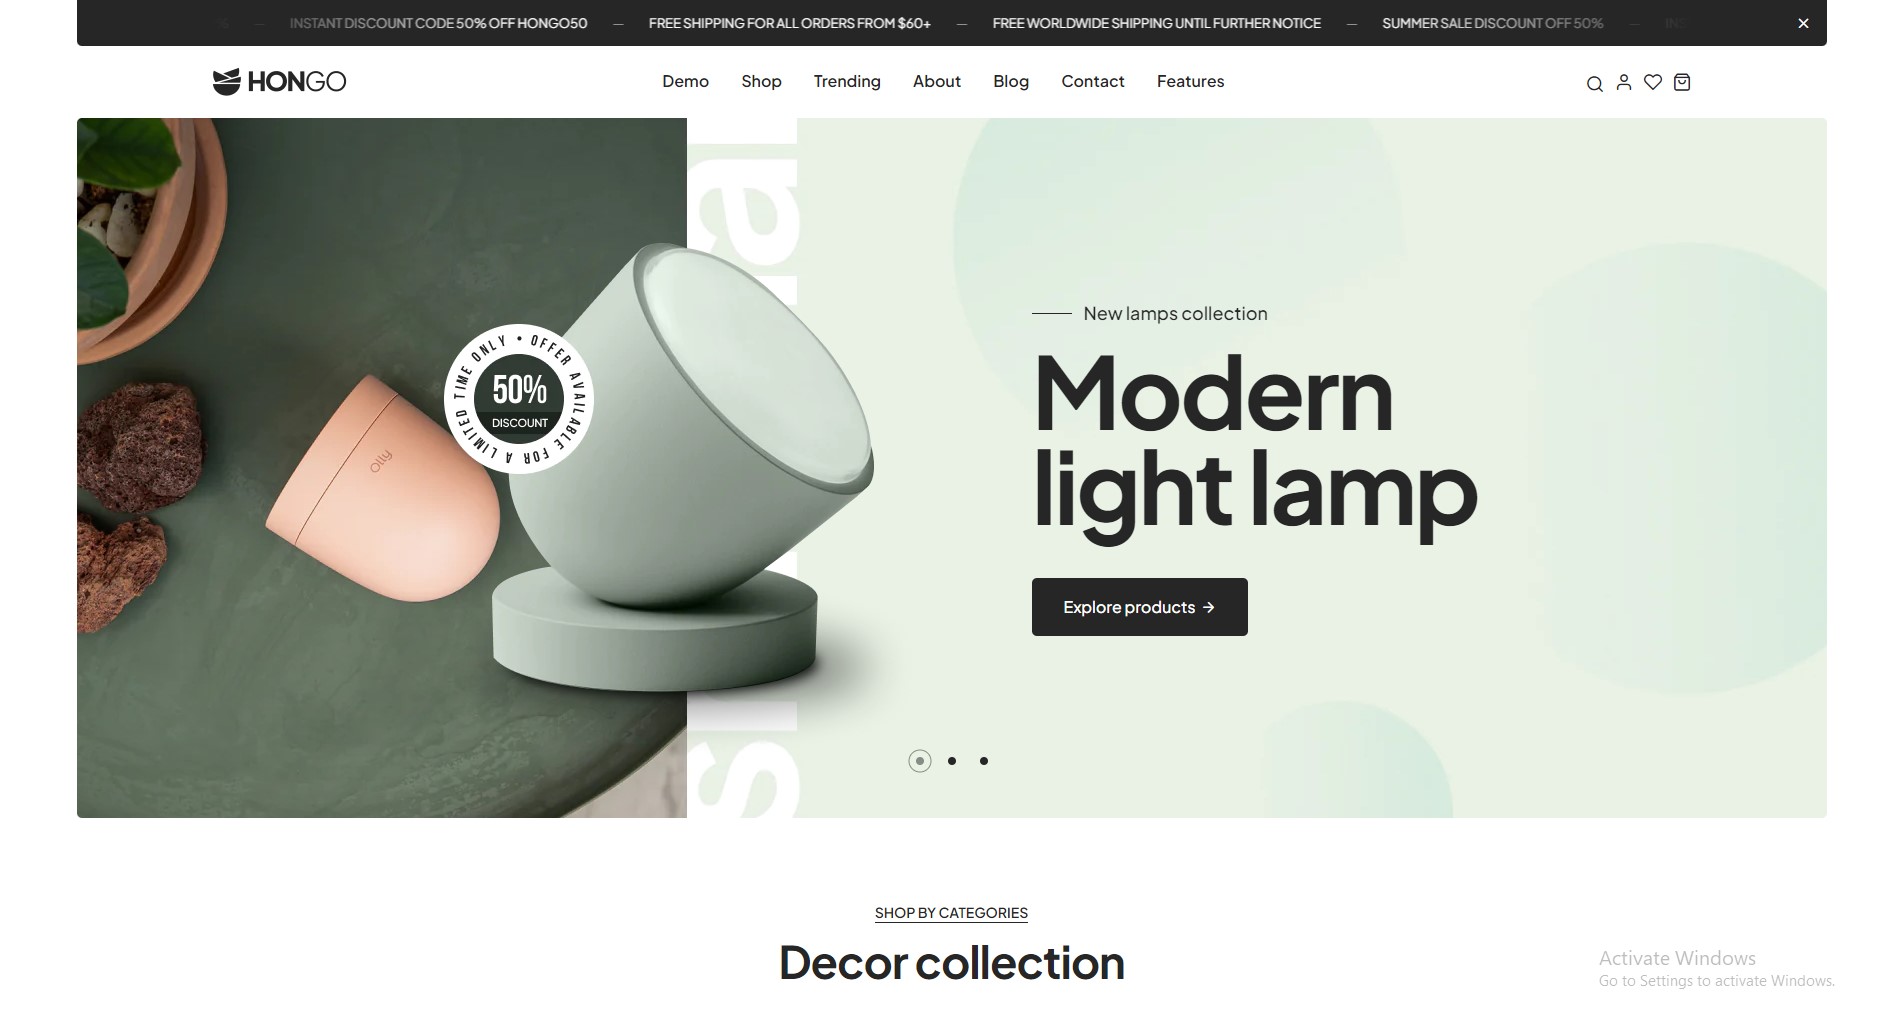 INSTANT DISCOUNT CODE 50% OFF HONGO50 — FREE SHIPPING FOR ALL ORDERS FROM $60+ — FREE WORLDWIDE SHIPPING UNTIL FURTHER NOTICE — SUMMER SALE DISCOUNT OFF 50% —
HONGO
Demo Shop Trending About Blog Contact Features
OFFER AVAILABLE FOR A LIMITED TIME ONLY •
50%
DISCOUNT
Olly
New lamps collection
Modern
light lamp
Explore products →
SHOP BY CATEGORIES
Decor collection
Activate Windows
Go to Settings to activate Windows.